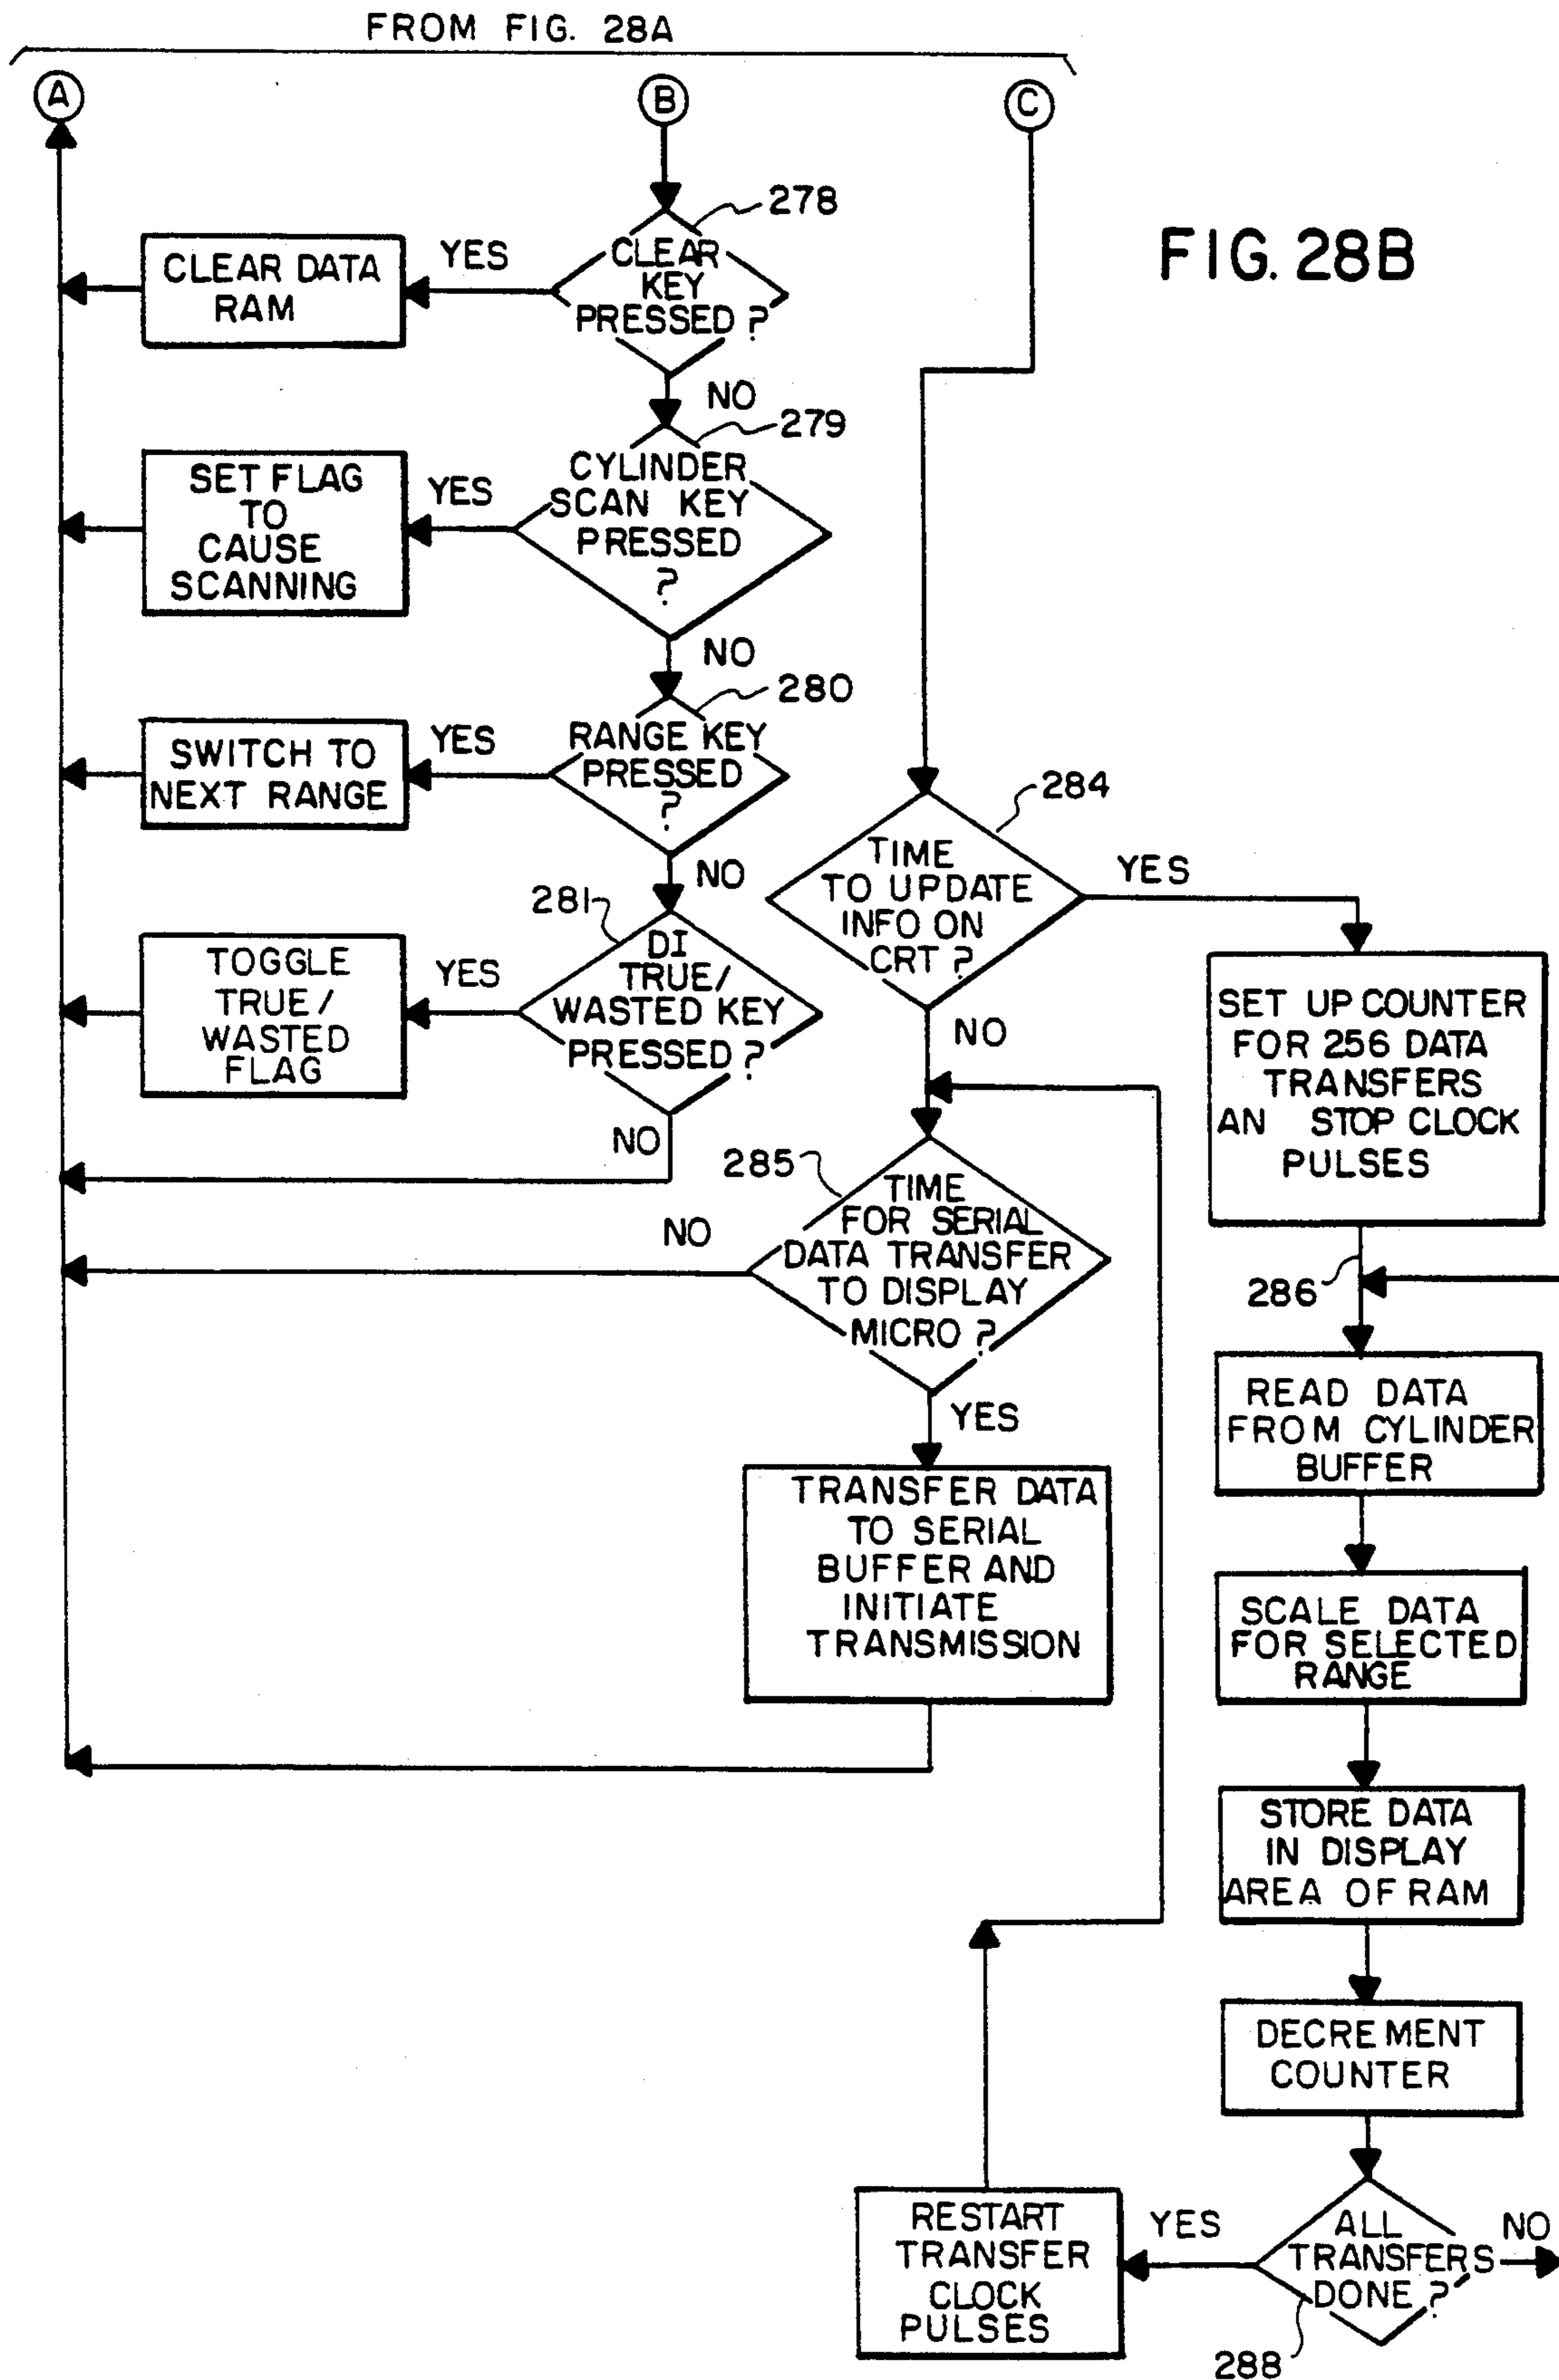 FROM FIG. 28A
A
B
C
FIG. 28B
278
CLEAR
KEY
PRESSED ?
YES
CLEAR DATA
RAM
NO
279
CYLINDER
SCAN KEY
PRESSED
?
YES
SET FLAG
TO
CAUSE
SCANNING
NO
280
RANGE KEY
PRESSED
?
YES
SWITCH TO
NEXT RANGE
NO
281
DI
TRUE/
WASTED KEY
PRESSED ?
YES
TOGGLE
TRUE/
WASTED
FLAG
NO
284
TIME
TO UPDATE
INFO ON
CRT ?
YES
NO
SET UP COUNTER
FOR 256 DATA
TRANSFERS
AN STOP CLOCK
PULSES
285
TIME
FOR SERIAL
DATA TRANSFER
TO DISPLAY
MICRO ?
NO
YES
TRANSFER DATA
TO SERIAL
BUFFER AND
INITIATE
TRANSMISSION
286
READ DATA
FROM CYLINDER
BUFFER
SCALE DATA
FOR SELECTED
RANGE
STORE DATA
IN DISPLAY
AREA OF RAM
DECREMENT
COUNTER
ALL
TRANSFERS
DONE ?
NO
YES
288
RESTART
TRANSFER
CLOCK
PULSES